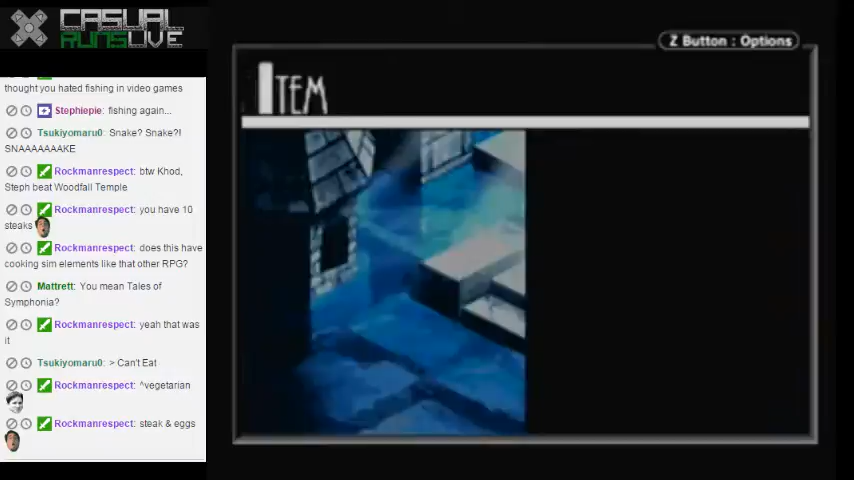 CASUAL
RUNSLIVE
thought you hated fishing in video games
Stephiepie: fishing again...
Tsukiyomaru0: Snake? Snake?!
SNAAAAAAAKE
Rockmanrespect: btw Khod,
Steph beat Woodfall Temple
Rockmanrespect: you have 10
steaks
Rockmanrespect: does this have
cooking sim elements like that other RPG?
Mattrett: You mean Tales of
Symphonia?
Rockmanrespect: yeah that was
it
Tsukiyomaru0: > Can't Eat
Rockmanrespect: ^vegetarian
Rockmanrespect: steak & eggs
Z Button : Options
ITEM